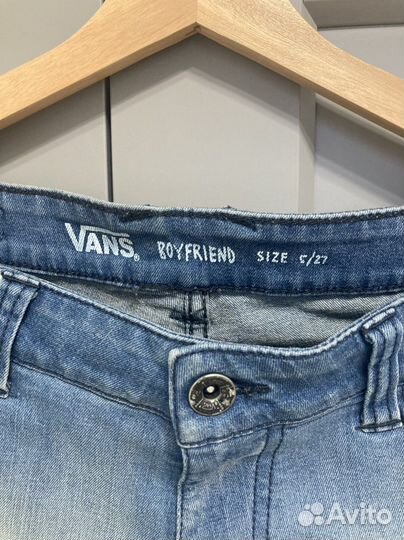 VANS® BOYFRIEND SIZE 5/27
Avito